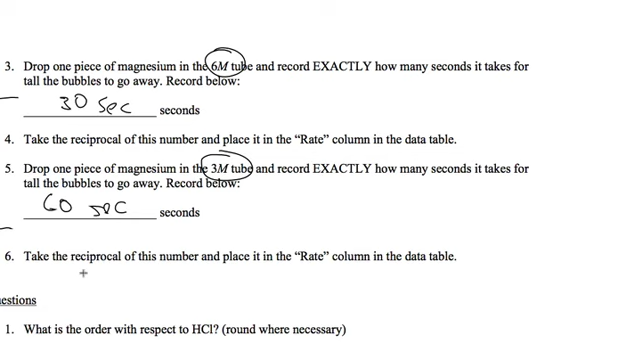 3. Drop one piece of magnesium in the 6M tube and record EXACTLY how many seconds it takes for
tall the bubbles to go away. Record below:
30 sec seconds
4. Take the reciprocal of this number and place it in the “Rate” column in the data table.
5. Drop one piece of magnesium in the 3M tube and record EXACTLY how many seconds it takes for
tall the bubbles to go away. Record below:
60 sec seconds
6. Take the reciprocal of this number and place it in the “Rate” column in the data table.
estions
1. What is the order with respect to HCl? (round where necessary)